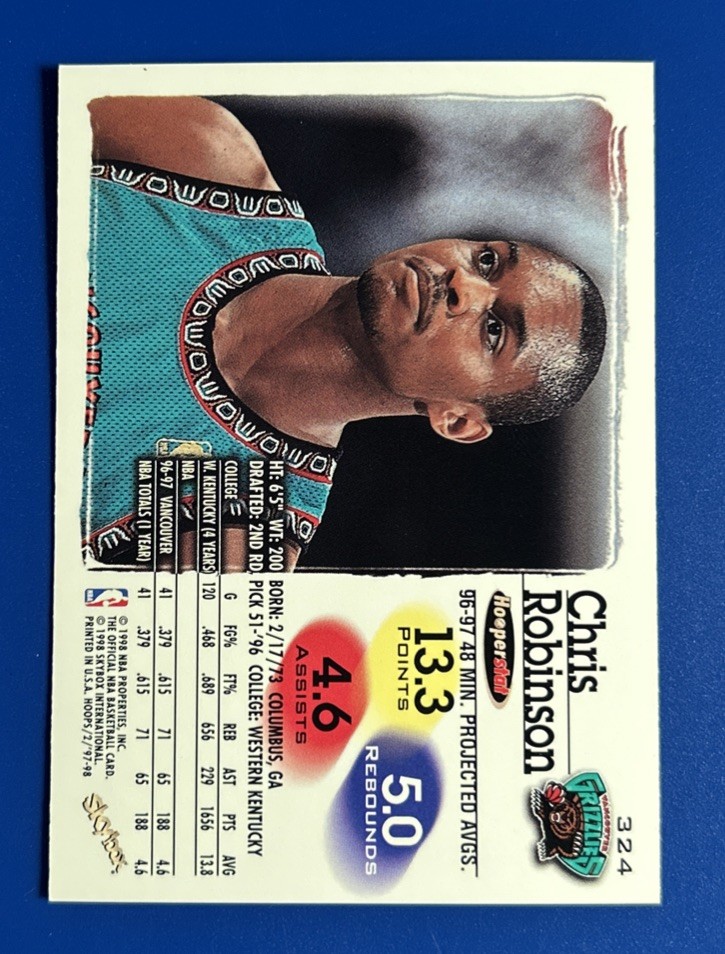 324
VANCOUVER
GRIZZLIES
Chris
Robinson
Hooperstat
96-97 48 MIN. PROJECTED AVGS.
13.3
POINTS
5.0
REBOUNDS
4.6
ASSISTS
HT: 6'5" WT: 200 BORN: 2/17/73 COLUMBUS, GA
DRAFTED: 2ND RD, PICK 51-'96 COLLEGE: WESTERN KENTUCKY
COLLEGE G FG% FT% REB AST PTS AVG
W. KENTUCKY (4 YEARS) 120 .468 .689 656 229 1656 13.8
NBA
96-97 VANCOUVER 41 .379 .615 71 65 188 4.6
NBA TOTALS (1 YEAR) 41 .379 .615 71 65 188 4.6
NBA
© 1998 NBA PROPERTIES, INC.
THE OFFICIAL NBA BASKETBALL CARD.
© 1998 SKYBOX INTERNATIONAL.
PRINTED IN U.S.A. HOOPS/2/'97-98
Skybox